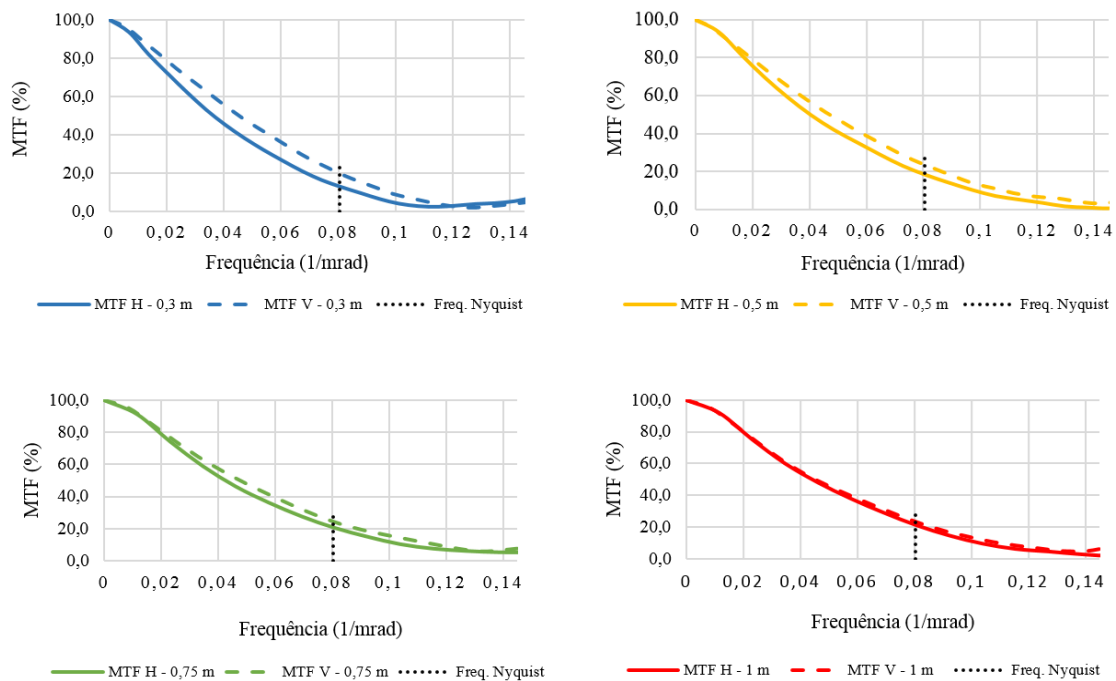 100,0
80,0
60,0
40,0
20,0
0,0
MTF (%)
0 0,02 0,04 0,06 0,08 0,1 0,12 0,14
Frequência (1/mrad)
MTF H - 0,3 m MTF V - 0,3 m Freq. Nyquist
100,0
80,0
60,0
40,0
20,0
0,0
MTF (%)
0 0,02 0,04 0,06 0,08 0,1 0,12 0,14
Frequência (1/mrad)
MTF H - 0,5 m MTF V - 0,5 m Freq. Nyquist
100,0
80,0
60,0
40,0
20,0
0,0
MTF (%)
0 0,02 0,04 0,06 0,08 0,1 0,12 0,14
Frequência (1/mrad)
MTF H - 0,75 m MTF V - 0,75 m Freq. Nyquist
100,0
80,0
60,0
40,0
20,0
0,0
MTF (%)
0 0,02 0,04 0,06 0,08 0,1 0,12 0,14
Frequência (1/mrad)
MTF H - 1 m MTF V - 1 m Freq. Nyquist